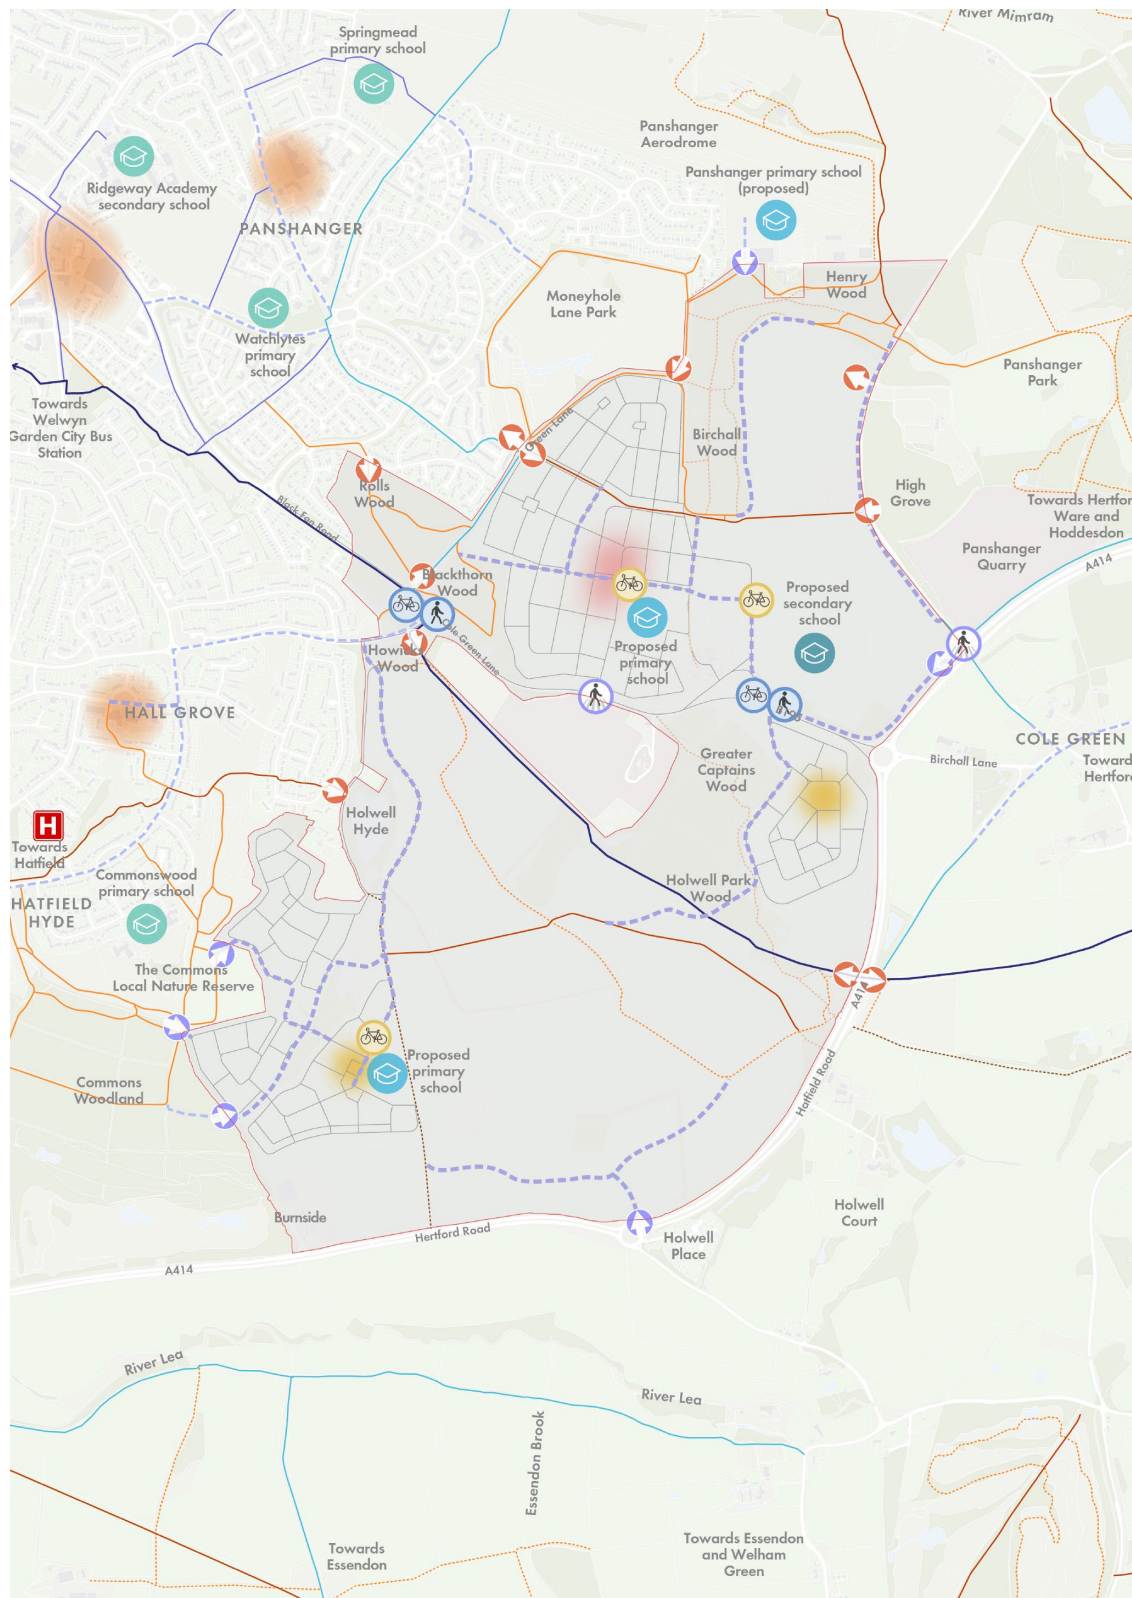 River Mimram
Springmead
primary school
Panshanger
Aerodrome
Panshanger primary school
(proposed)
Ridgeway Academy
secondary school
PANSHANGER
Henry
Wood
Moneyhole
Lane Park
Watchlytes
primary
school
Panshanger
Park
Towards
Welwyn
Garden City Bus
Station
Green Lane
Birchall
Wood
Rolls
Wood
High
Grove
Towards Hertfor
Ware and
Hoddesdon
Black Fan Road
Panshanger
Quarry
A414
Blackthorn
Wood
Proposed
secondary
school
Cole Green Lane
Howicks
Wood
Proposed
primary
school
HALL GROVE
COLE GREEN
Greater
Captains
Wood
Birchall Lane
Toward
Hertford
Holwell
Hyde
H
Towards
Hatfield
Commonswood
primary school
Holwell Park
Wood
HATFIELD
HYDE
The Commons
Local Nature Reserve
A414
Proposed
primary
school
Commons
Woodland
Hatfield Road
Burnside
Hertford Road
Holwell
Court
Holwell
Place
A414
River Lea
River Lea
Essendon Brook
Towards
Essendon
Towards Essendon
and Welham
Green